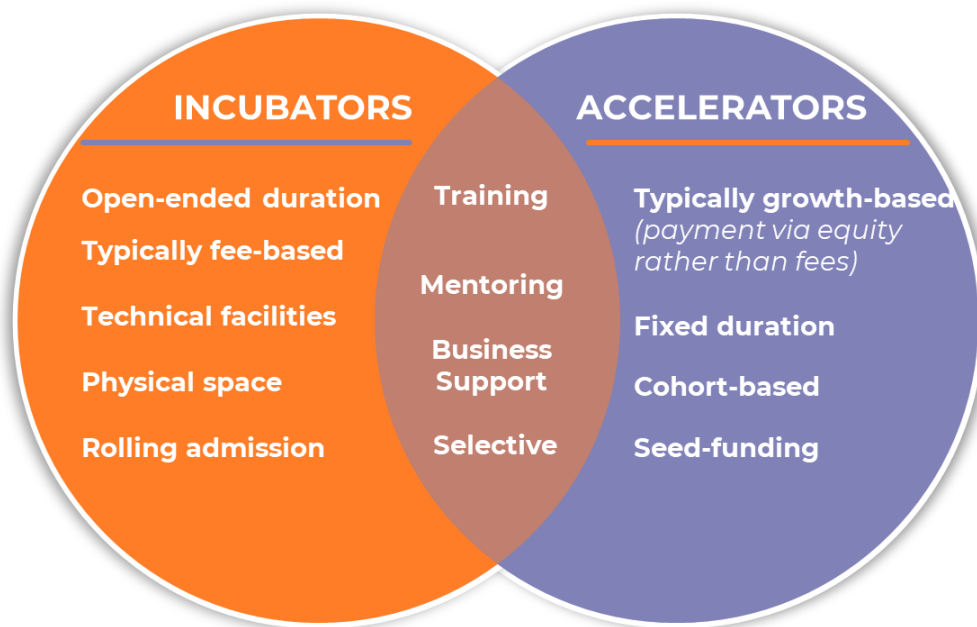 INCUBATORS
Open-ended duration
Typically fee-based
Technical facilities
Physical space
Rolling admission
Training
Mentoring
Business
Support
Selective
ACCELERATORS
Typically growth-based
(payment via equity
rather than fees)
Fixed duration
Cohort-based
Seed-funding